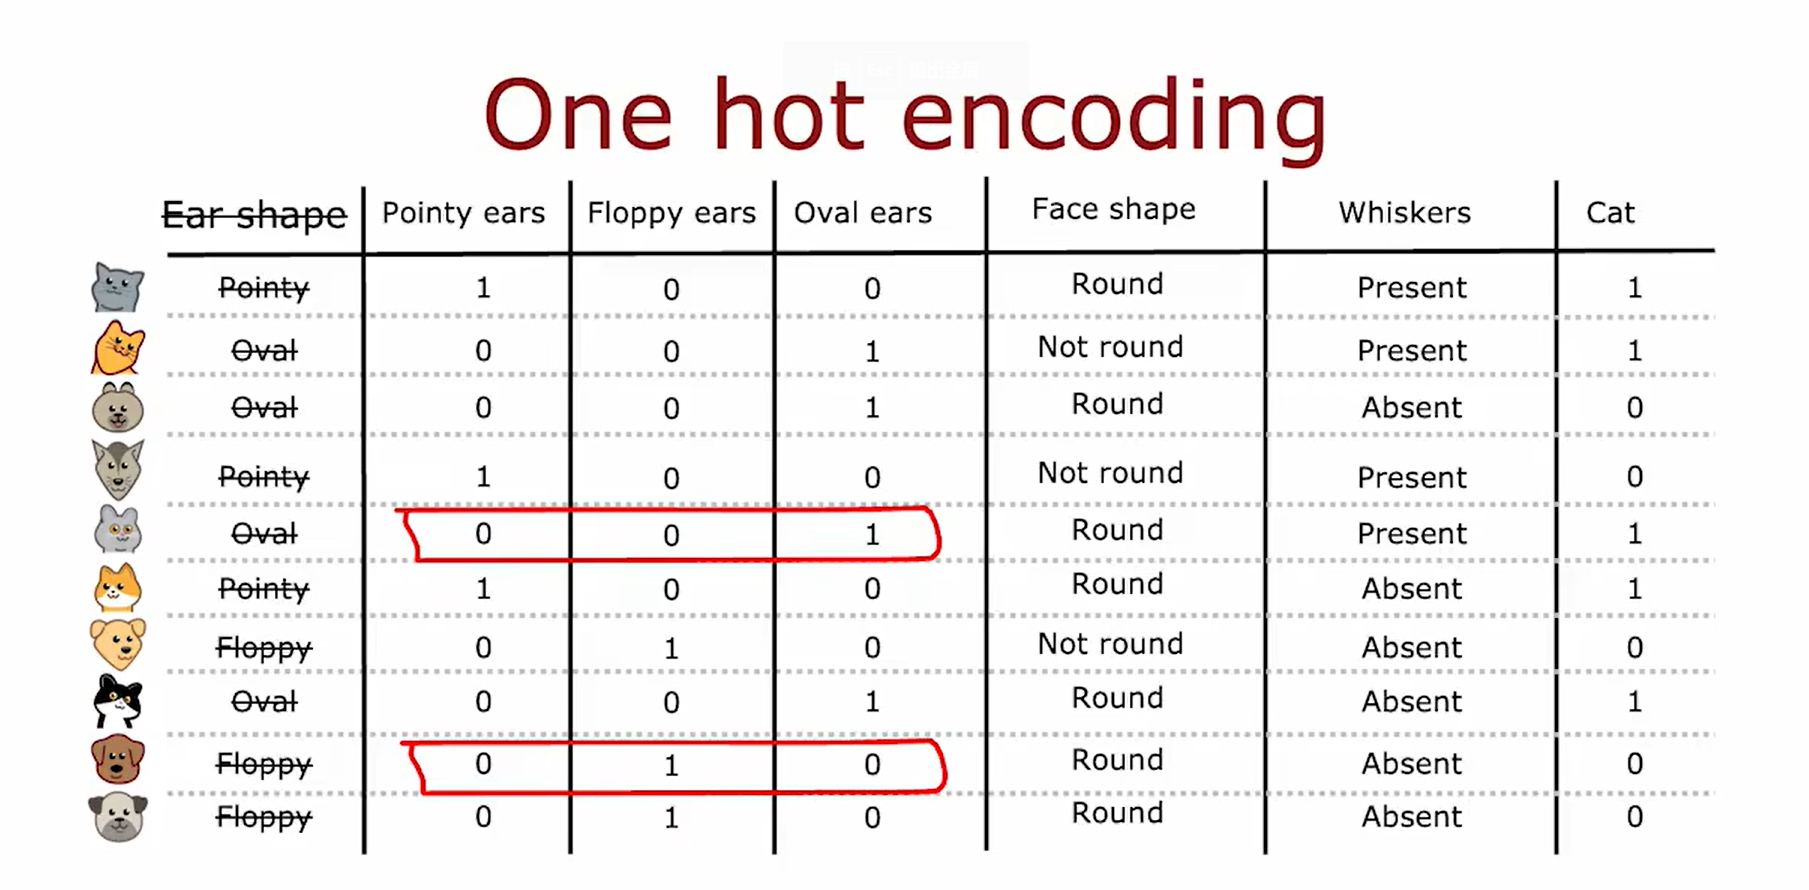 One hot encoding
Ear shape Pointy ears Floppy ears Oval ears Face shape Whiskers Cat
Pointy 1 0 0 Round Present 1
Oval 0 0 1 Not round Present 1
Oval 0 0 1 Round Absent 0
Pointy 1 0 0 Not round Present 0
Oval 0 0 1 Round Present 1
Pointy 1 0 0 Round Absent 1
Floppy 0 1 0 Not round Absent 0
Oval 0 0 1 Round Absent 1
Floppy 0 1 0 Round Absent 0
Floppy 0 1 0 Round Absent 0